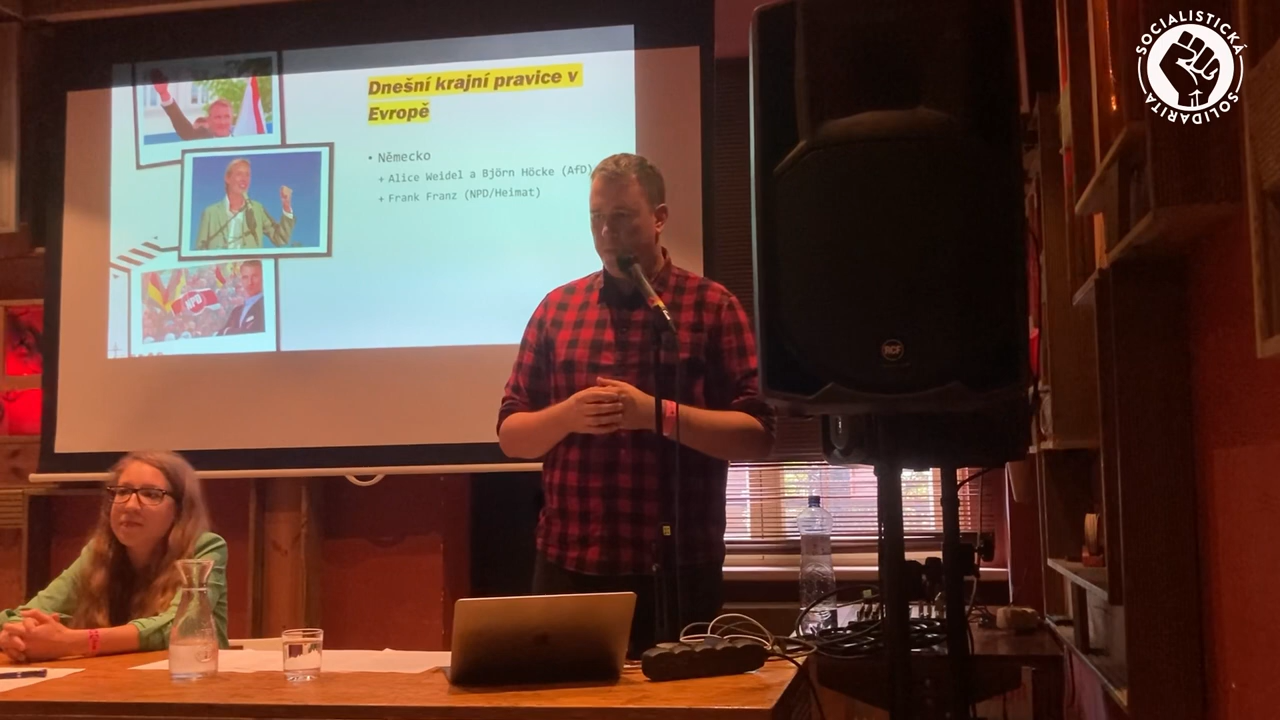 Dnešní krajní pravice v
Evropě
• Německo
+ Alice Weidel a Björn Höcke (AfD)
+ Frank Franz (NPD/Heimat)
NPD
RCF
SOCIALISTICKÁ
SOLIDARITA